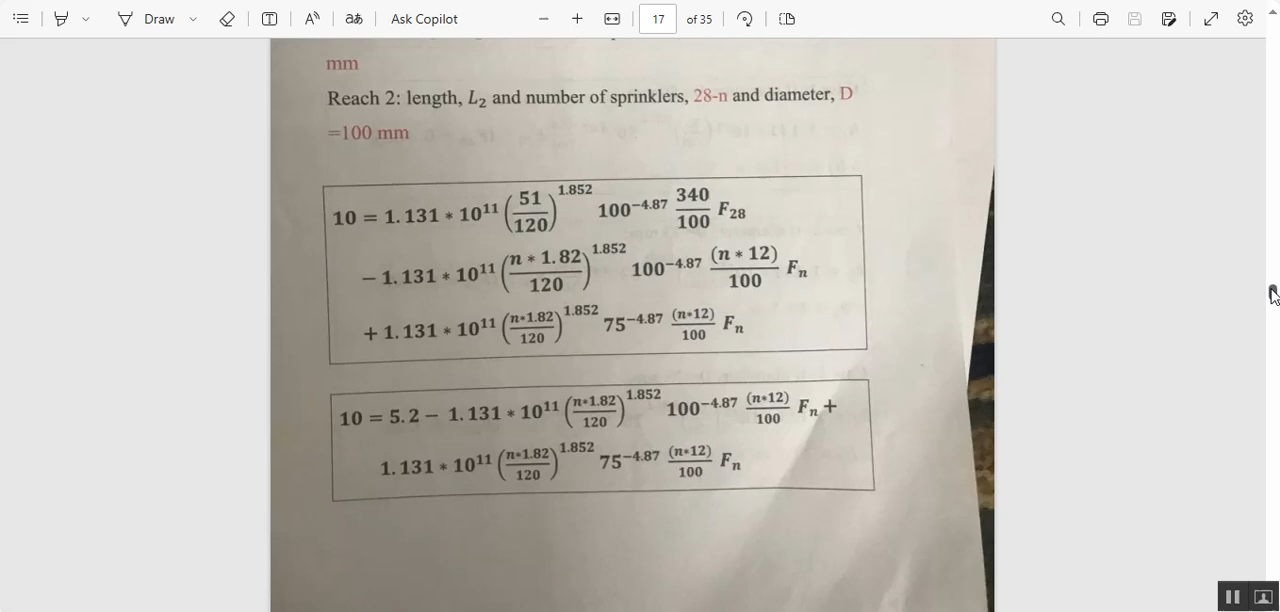 Draw
Ask Copilot
17 of 35
mm
Reach 2: length, L₂ and number of sprinklers, 28-n and diameter, D
=100 mm
10 = 1.131 * 10¹¹ (51/120)^1.852 100^−4.87 340/100 F₂₈
− 1.131 * 10¹¹ (n * 1.82/120)^1.852 100^−4.87 (n * 12)/100 Fₙ
+ 1.131 * 10¹¹ (n*1.82/120)^1.852 75^−4.87 (n*12)/100 Fₙ
10 = 5.2 − 1.131 * 10¹¹ (n*1.82/120)^1.852 100^−4.87 (n*12)/100 Fₙ +
1.131 * 10¹¹ (n*1.82/120)^1.852 75^−4.87 (n*12)/100 Fₙ